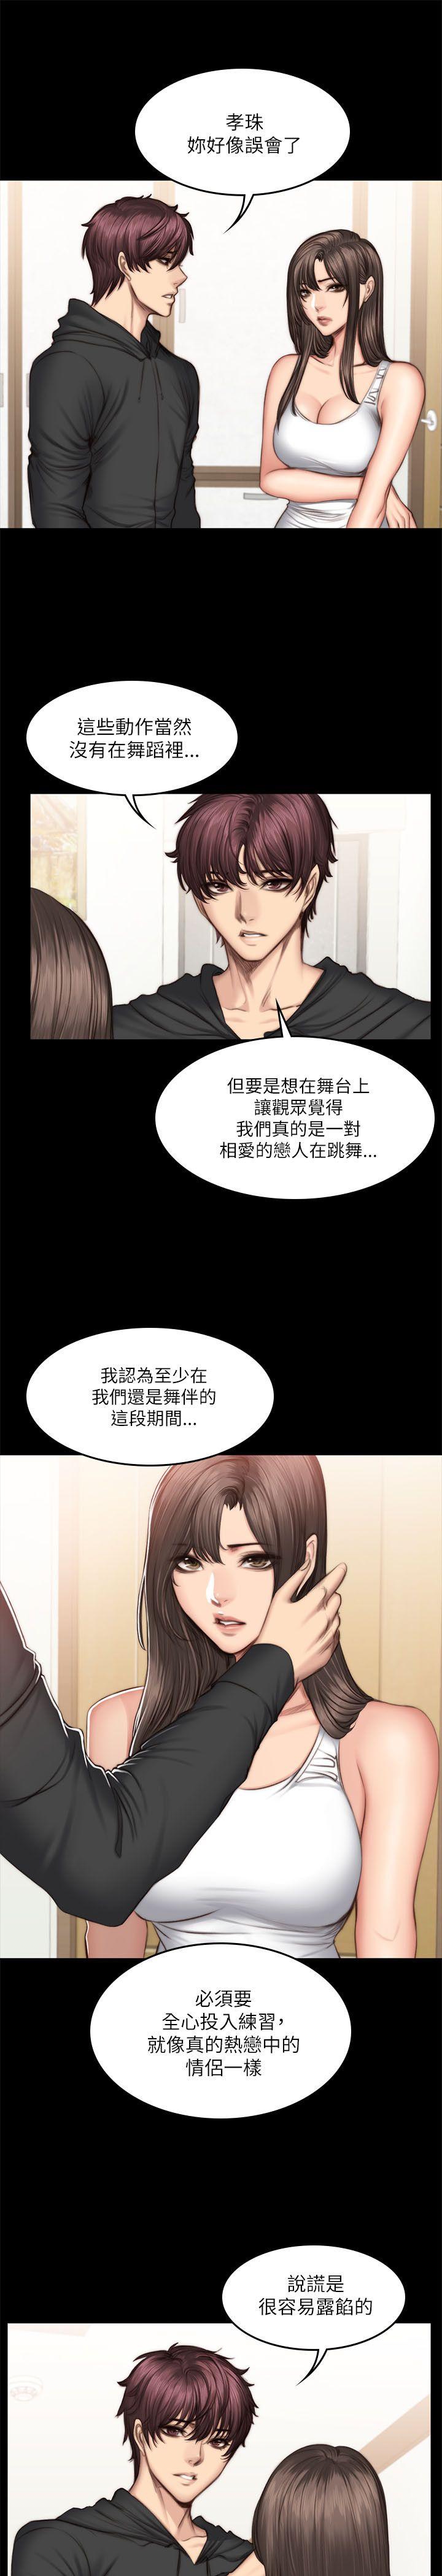 孝珠
妳好像誤會了
這些動作當然
沒有在舞蹈裡...
但要是想在舞台上
讓觀眾覺得
我們真的是一對
相愛的戀人在跳舞...
我認為至少在
我們還是舞伴的
這段期間...
必須要
全心投入練習,
就像真的熱戀中的
情侶一樣
說謊是
很容易露餡的